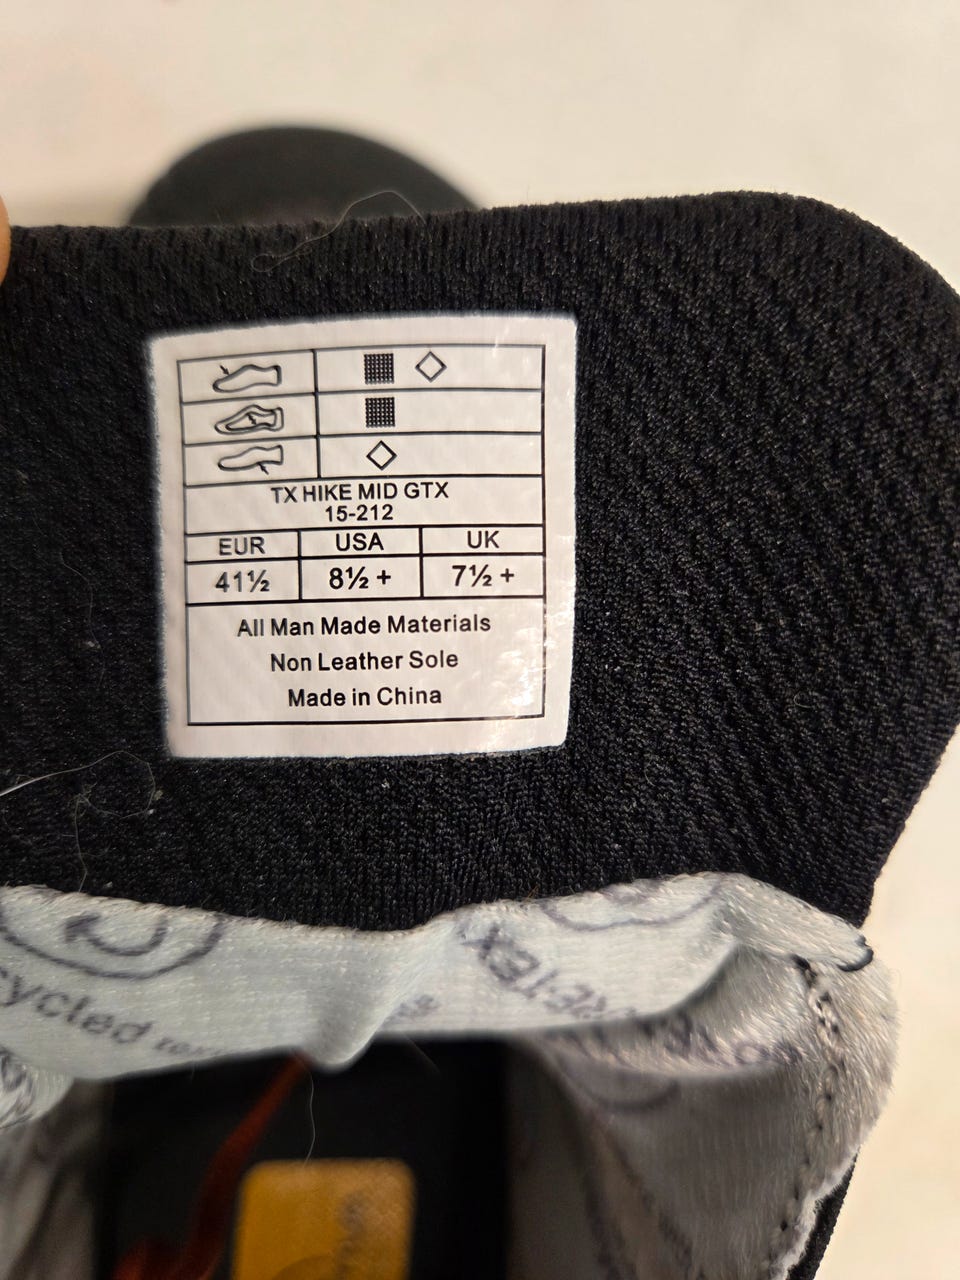 TX HIKE MID GTX
15-212
EUR USA UK
41½ 8½ + 7½ +
All Man Made Materials
Non Leather Sole
Made in China